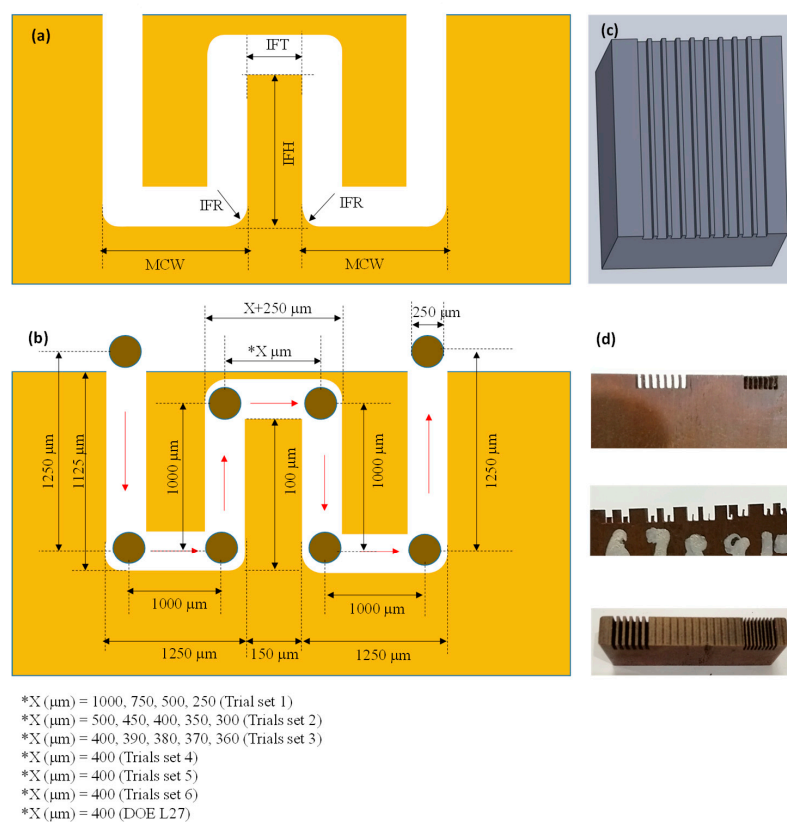 (a)
IFT
IFH
IFR
IFR
MCW
MCW
(c)
(b)
X+250 μm
*X μm
250 μm
1250 μm
1125 μm
1000 μm
100 μm
1000 μm
1250 μm
1000 μm
1000 μm
1250 μm
150 μm
1250 μm
(d)
*X (μm) = 1000, 750, 500, 250 (Trial set 1)
*X (μm) = 500, 450, 400, 350, 300 (Trials set 2)
*X (μm) = 400, 390, 380, 370, 360 (Trials set 3)
*X (μm) = 400 (Trials set 4)
*X (μm) = 400 (Trials set 5)
*X (μm) = 400 (Trials set 6)
*X (μm) = 400 (DOE L27)